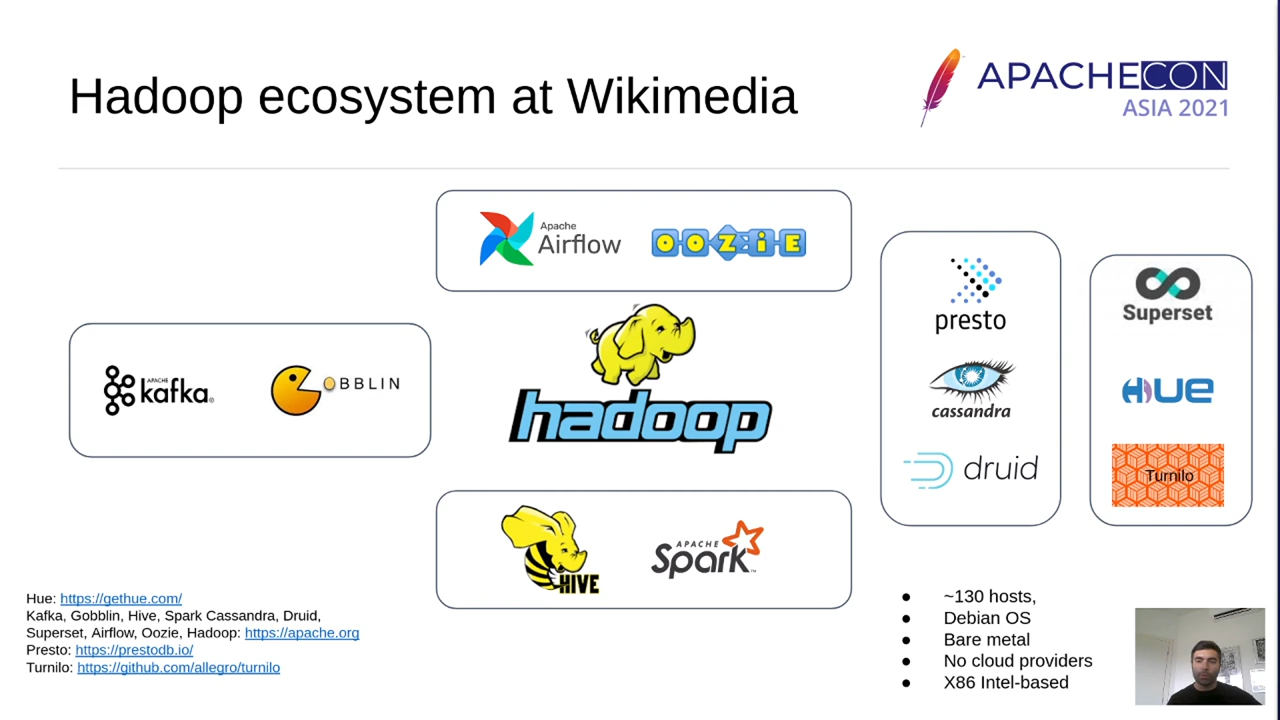 Hadoop ecosystem at Wikimedia
APACHECON
ASIA 2021
Apache
Airflow
OOZiE
presto
cassandra
druid
Superset
HUE
Turnilo
APACHE
kafka®
GOBBLIN
hadoop
HIVE
APACHE
Spark™
Hue: https://gethue.com/
Kafka, Gobblin, Hive, Spark Cassandra, Druid,
Superset, Airflow, Oozie, Hadoop: https://apache.org
Presto: https://prestodb.io/
Turnilo: https://github.com/allegro/turnilo
● ~130 hosts,
● Debian OS
● Bare metal
● No cloud providers
● X86 Intel-based